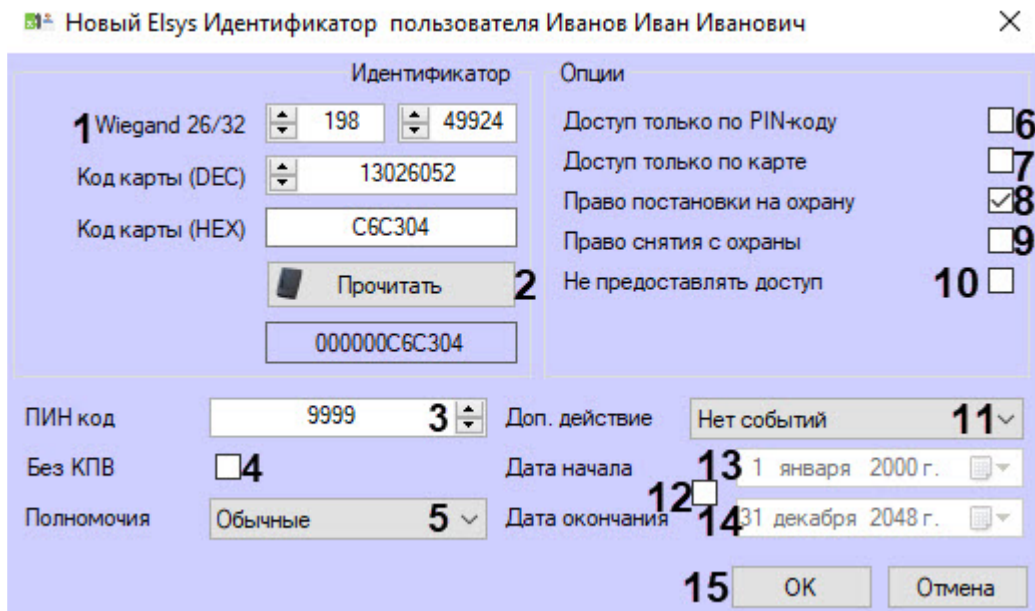 Новый Elsys Идентификатор пользователя Иванов Иван Иванович
Идентификатор
1 Wiegand 26/32 198 49924
Код карты (DEC) 13026052
Код карты (HEX) C6C304
Прочитать 2
000000C6C304
Опции
Доступ только по PIN-коду 6
Доступ только по карте 7
Право постановки на охрану 8
Право снятия с охраны 9
Не предоставлять доступ 10
ПИН код 9999 3
Без КПВ 4
Полномочия Обычные 5
Доп. действие Нет событий 11
Дата начала 13 1 января 2000 г.
12
Дата окончания 14 31 декабря 2048 г.
15 OK Отмена